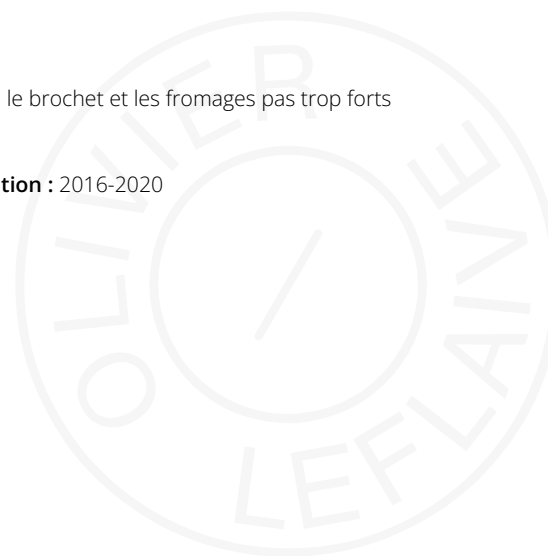 le brochet et les fromages pas trop forts
tion : 2016-2020
OLIVIER
LEFLAIVE